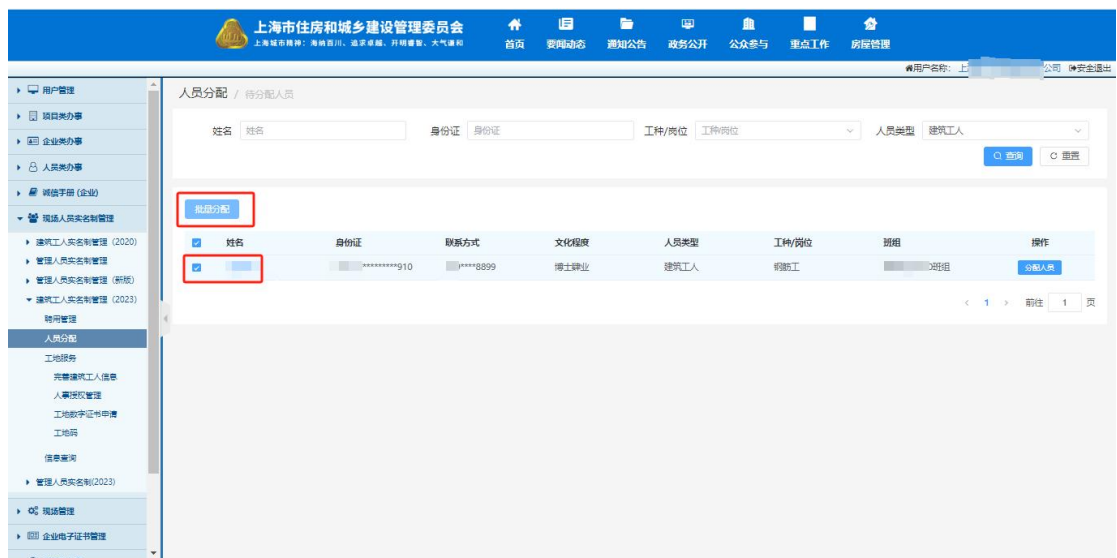 上海市住房和城乡建设管理委员会
上海城市精神：海纳百川、追求卓越、开明睿智、大气谦和
首页 要闻动态 通知公告 政务公开 公众参与 重点工作 房屋管理
用户名称： 上 公司 安全退出
用户管理
项目类办事
企业类办事
人员类办事
诚信手册 (企业)
现场人员实名制管理
建筑工人实名制管理（2020）
管理人员实名制管理
管理人员实名制管理（新版）
建筑工人实名制管理（2023）
聘用管理
人员分配
工地服务
完善建筑工人信息
人事授权管理
工地数字证书申请
工地码
信息查询
管理人员实名制(2023)
现场管理
企业电子证书管理
人员分配 / 待分配人员
姓名 姓名 身份证 身份证 工种/岗位 工种/岗位 人员类型 建筑工人
查询 重置
批量分配
姓名 身份证 联系方式 文化程度 人员类型 工种/岗位 班组 操作
*********910 ****8899 博士肄业 建筑工人 钢筋工 班组 分配人员
< 1 > 前往 1 页